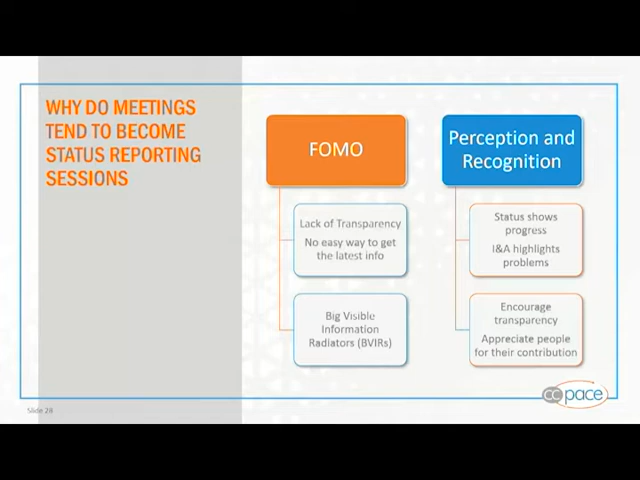 WHY DO MEETINGS
TEND TO BECOME
STATUS REPORTING
SESSIONS
FOMO
Lack of Transparency
No easy way to get
the latest info
Big Visible
Information
Radiators (BVIRs)
Perception and
Recognition
Status shows
progress
I&A highlights
problems
Encourage
transparency
Appreciate people
for their contribution
Slide 28
cc pace